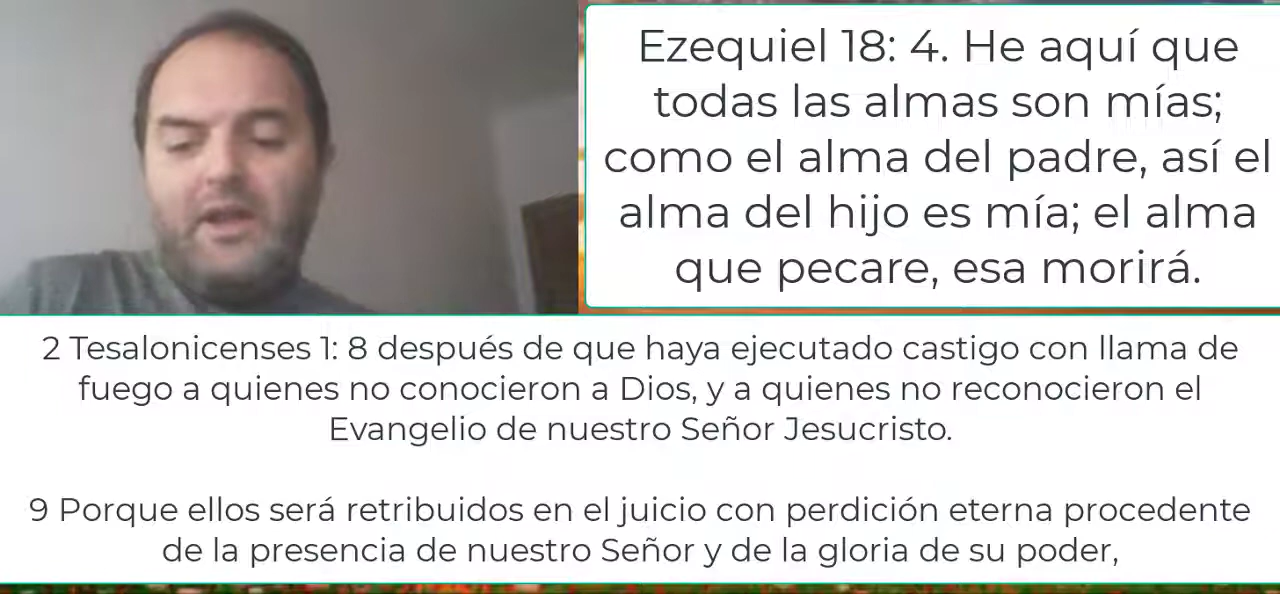 Ezequiel 18: 4. He aquí que
todas las almas son mías;
como el alma del padre, así el
alma del hijo es mía; el alma
que pecare, esa morirá.
2 Tesalonicenses 1: 8 después de que haya ejecutado castigo con llama de
fuego a quienes no conocieron a Dios, y a quienes no reconocieron el
Evangelio de nuestro Señor Jesucristo.
9 Porque ellos será retribuidos en el juicio con perdición eterna procedente
de la presencia de nuestro Señor y de la gloria de su poder,